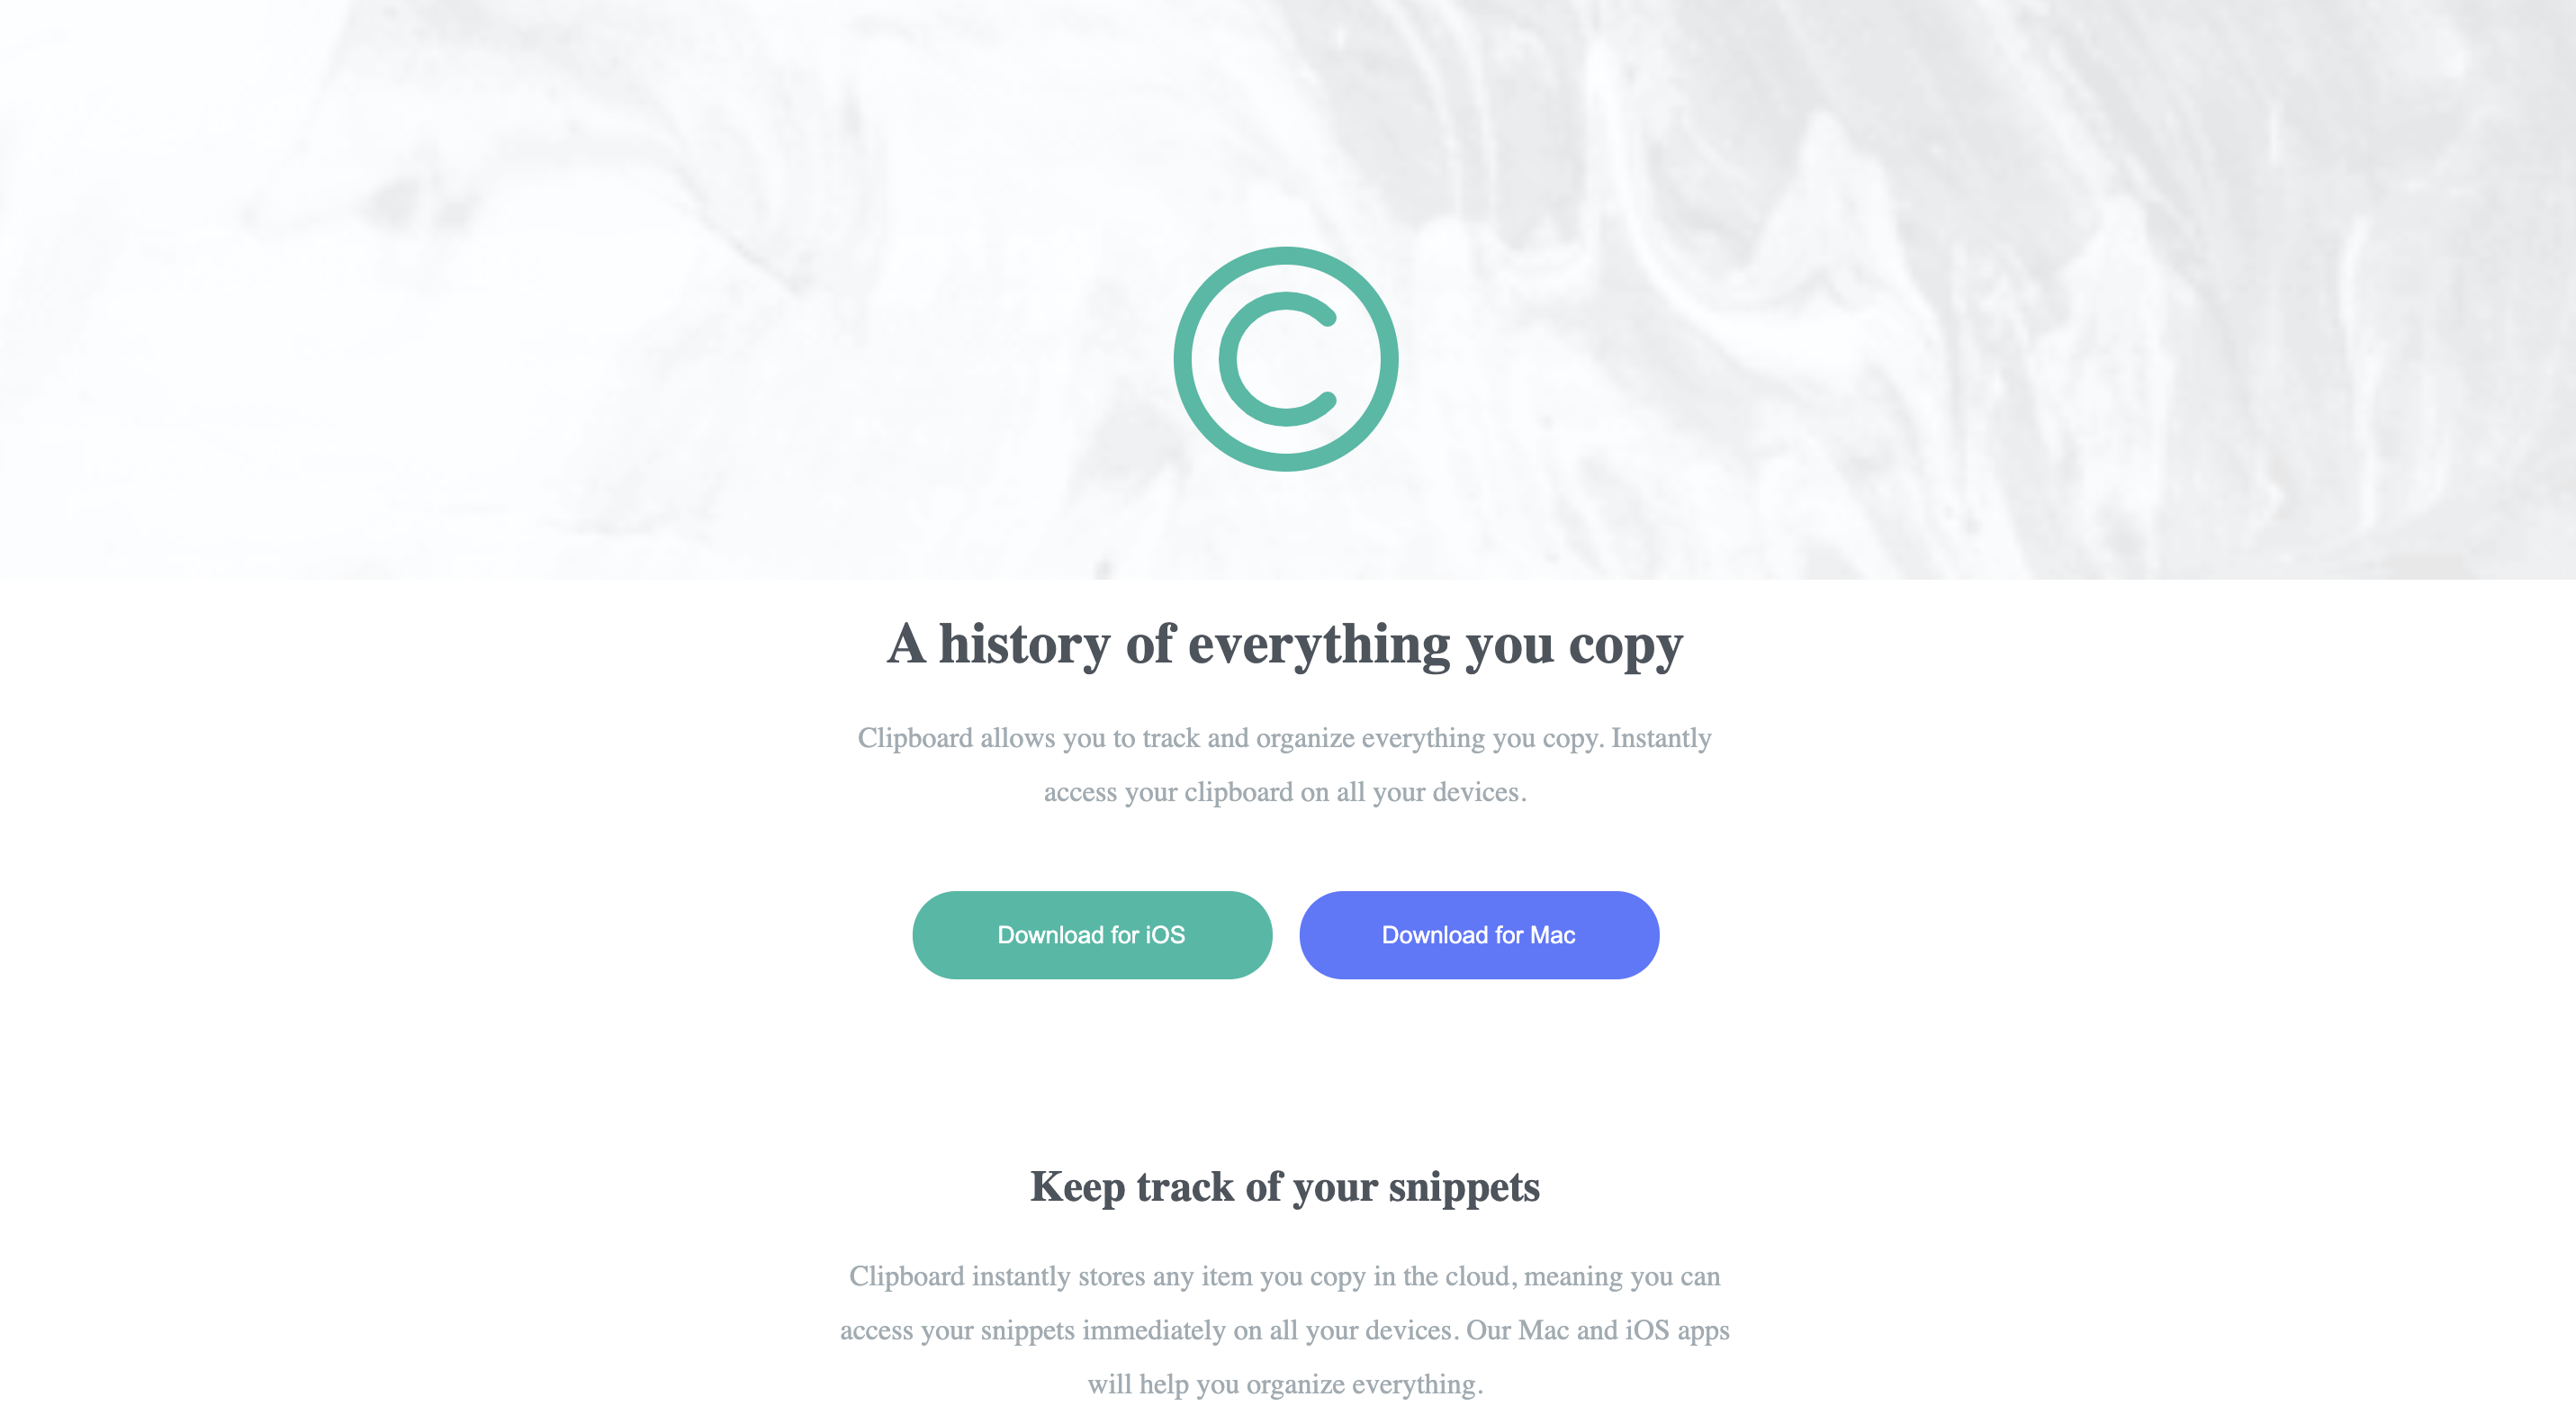 ©
A history of everything you copy
Clipboard allows you to track and organize everything you copy. Instantly
access your clipboard on all your devices.
Download for iOS
Download for Mac
Keep track of your snippets
Clipboard instantly stores any item you copy in the cloud, meaning you can
access your snippets immediately on all your devices. Our Mac and iOS apps
will help you organize everything.